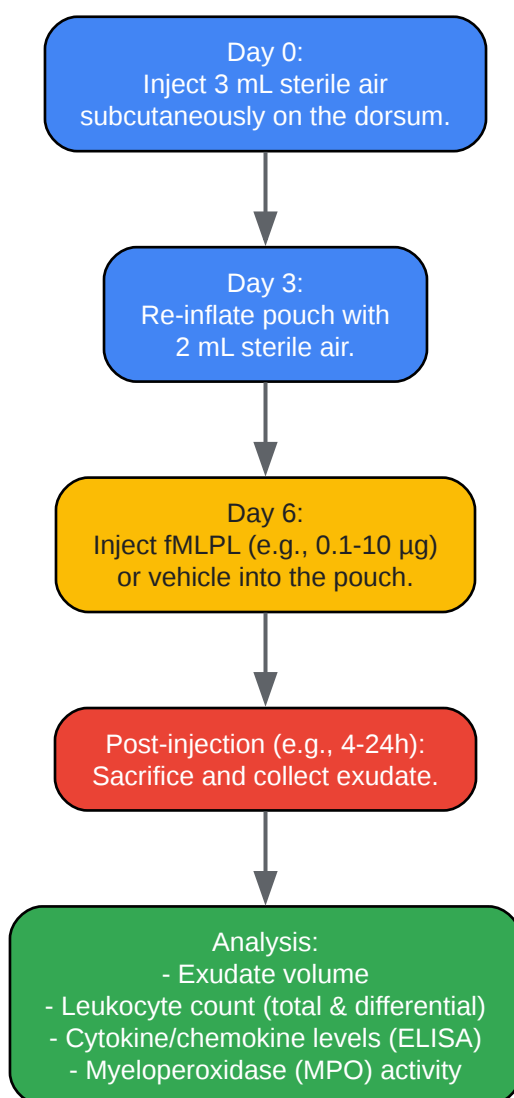 Day 0:
Inject 3 mL sterile air
subcutaneously on the dorsum.
Day 3:
Re-inflate pouch with
2 mL sterile air.
Day 6:
Inject fMLPL (e.g., 0.1-10 µg)
or vehicle into the pouch.
Post-injection (e.g., 4-24h):
Sacrifice and collect exudate.
Analysis:
- Exudate volume
- Leukocyte count (total & differential)
- Cytokine/chemokine levels (ELISA)
- Myeloperoxidase (MPO) activity